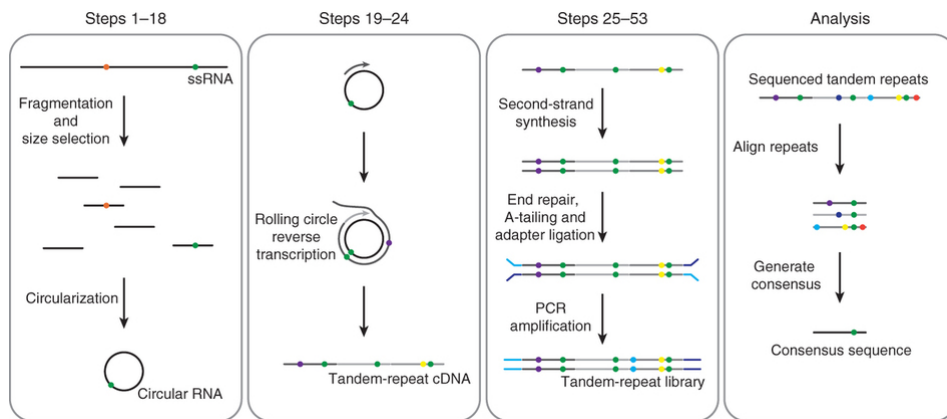 Steps 1–18
ssRNA
Fragmentation
and
size selection
Circularization
Circular RNA
Steps 19–24
Rolling circle
reverse
transcription
Tandem-repeat cDNA
Steps 25–53
Second-strand
synthesis
End repair,
A-tailing and
adapter ligation
PCR
amplification
Tandem-repeat library
Analysis
Sequenced tandem repeats
Align repeats
Generate
consensus
Consensus sequence